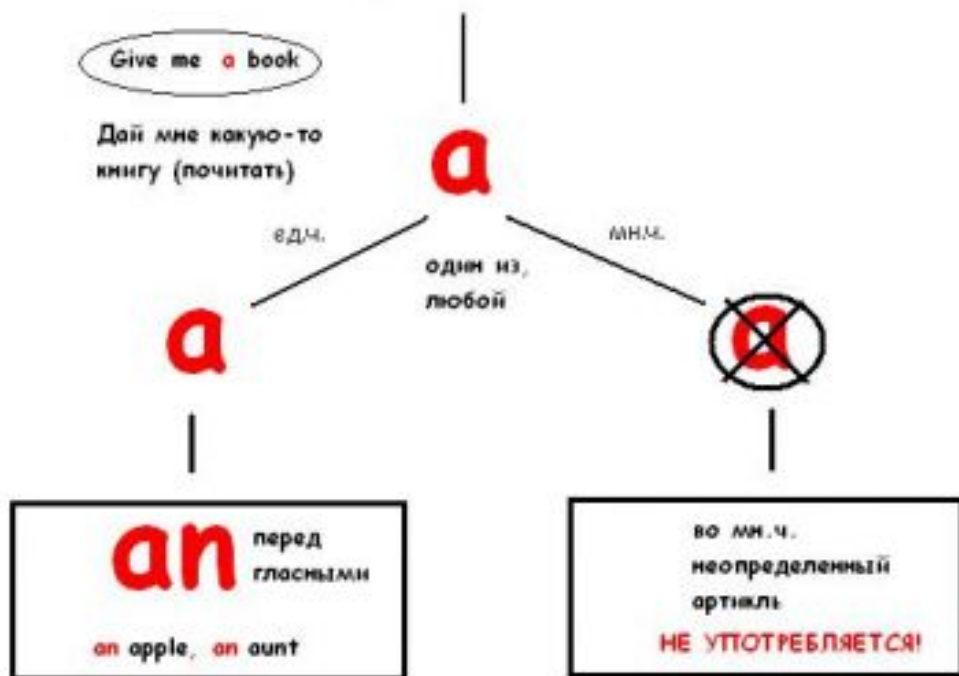 Give me a book
Дай мне какую-то
книгу (почитать)
a
ед.ч.
мн.ч.
один из,
любой
a
a
an перед
гласными
an apple, an aunt
во мн.ч.
неопределенный
артикль
НЕ УПОТРЕБЛЯЕТСЯ!